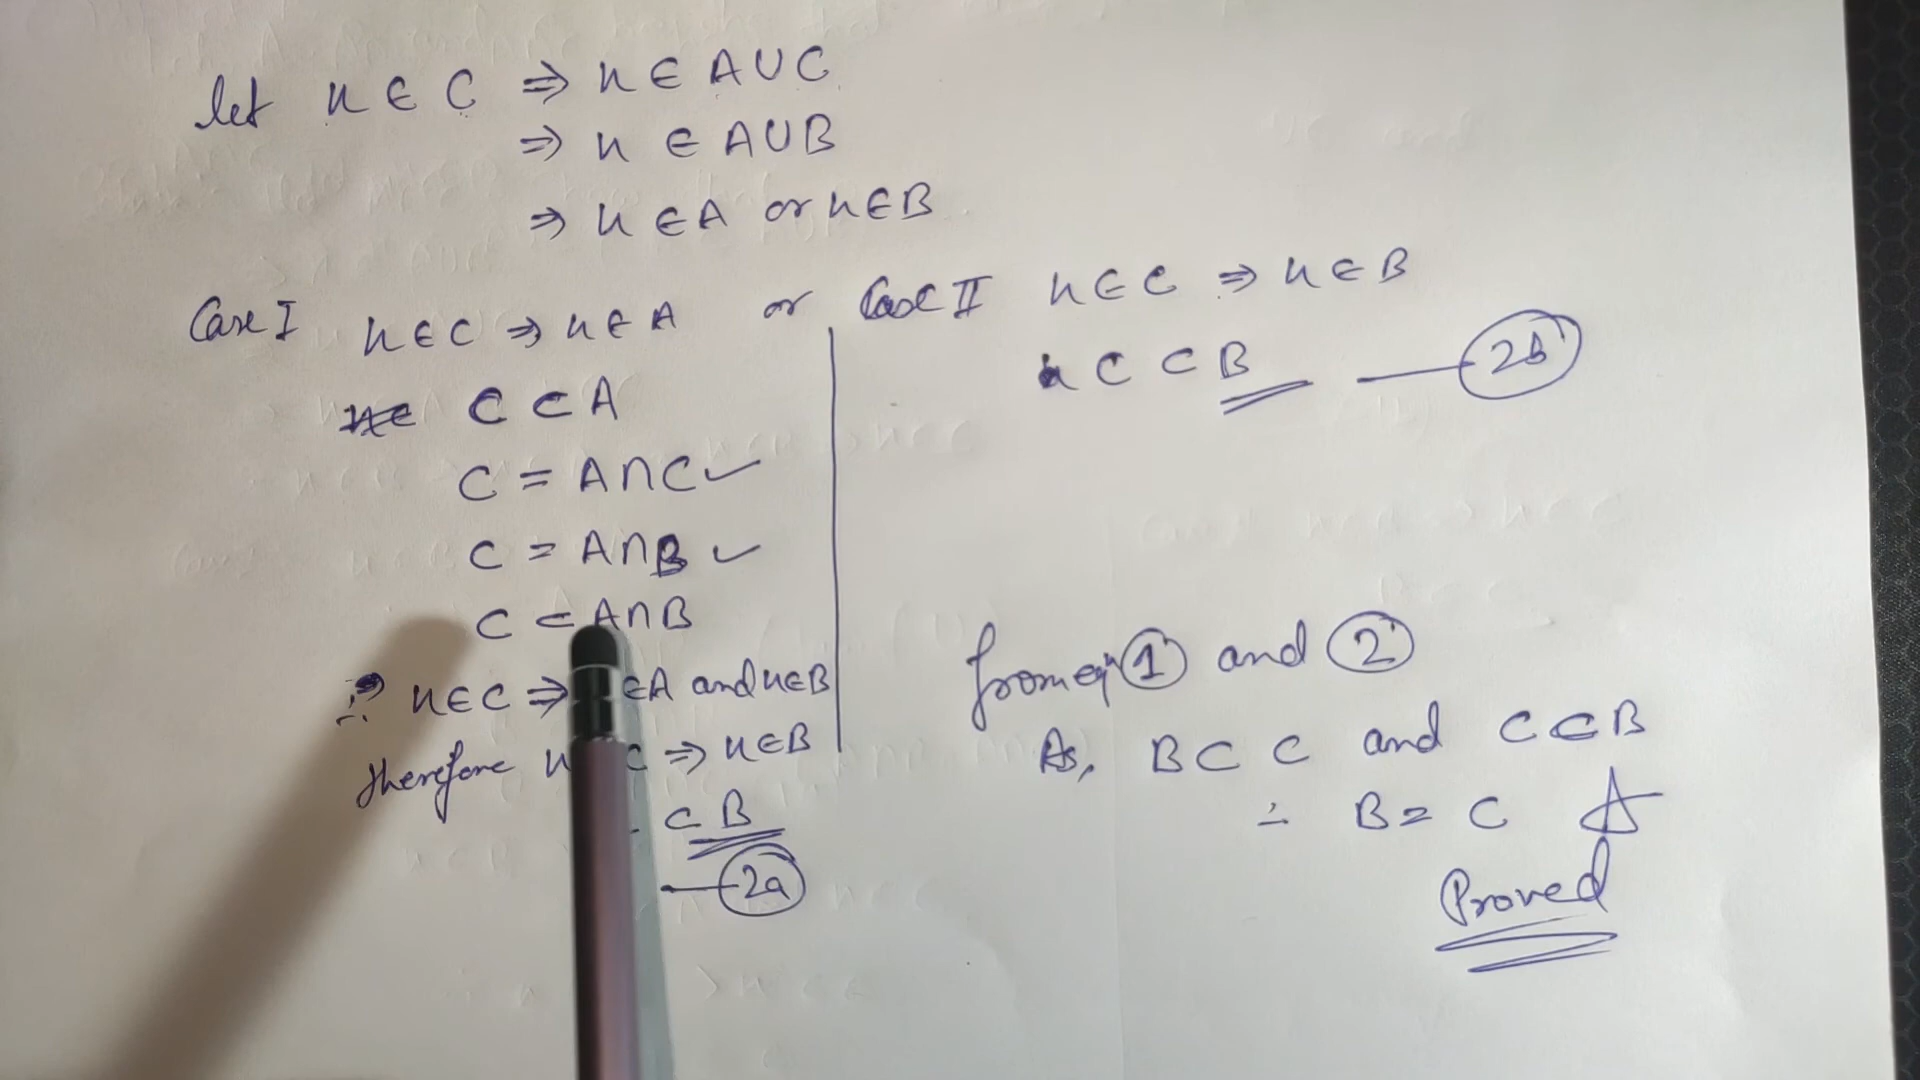 let x ∈ C ⇒ x ∈ A∪C
⇒ x ∈ A∪B
⇒ x ∈ A or x∈B
Case I x∈C ⇒ x∈A or Case II x∈C ⇒ x∈B
C ⊂ A
C ⊂ B — 2b
C = A∩C ✓
C = A∩B ✓
C ⊂ A∩B
∴ x∈C ⇒ ∈A and x∈B
therefore x C ⇒ x∈B
⊂ B
— 2a
from eqn 1 and 2
As, B ⊂ C and C ⊂ B
∴ B = C
Proved